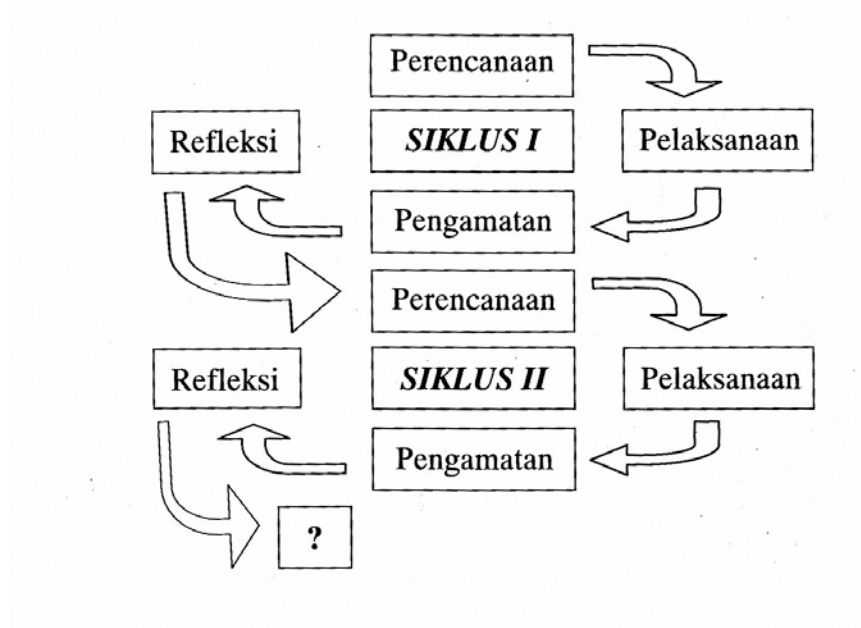 Perencanaan
Refleksi
SIKLUS I
Pelaksanaan
Pengamatan
Perencanaan
Refleksi
SIKLUS II
Pelaksanaan
Pengamatan
?